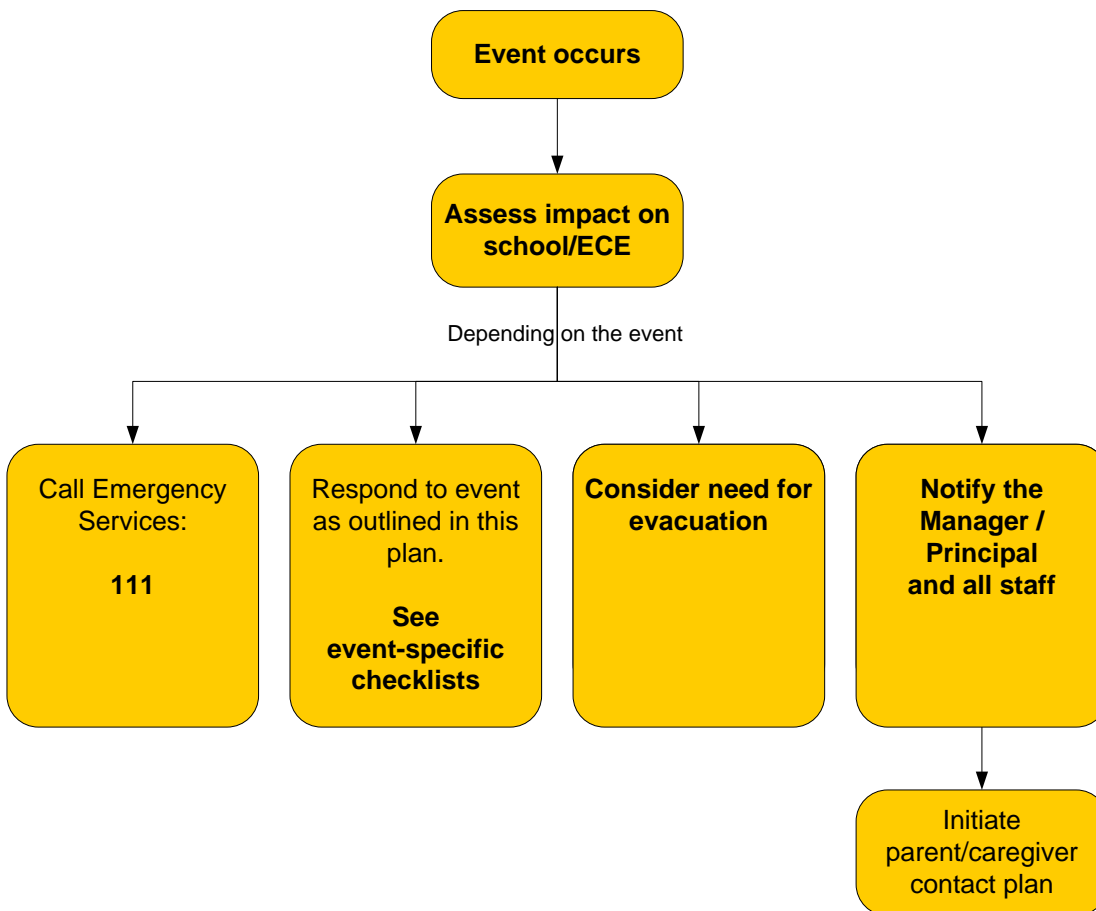 Event occurs
Assess impact on
school/ECE
Depending on the event
Call Emergency
Services:
111
Respond to event
as outlined in this
plan.
See
event-specific
checklists
Consider need for
evacuation
Notify the
Manager /
Principal
and all staff
Initiate
parent/caregiver
contact plan